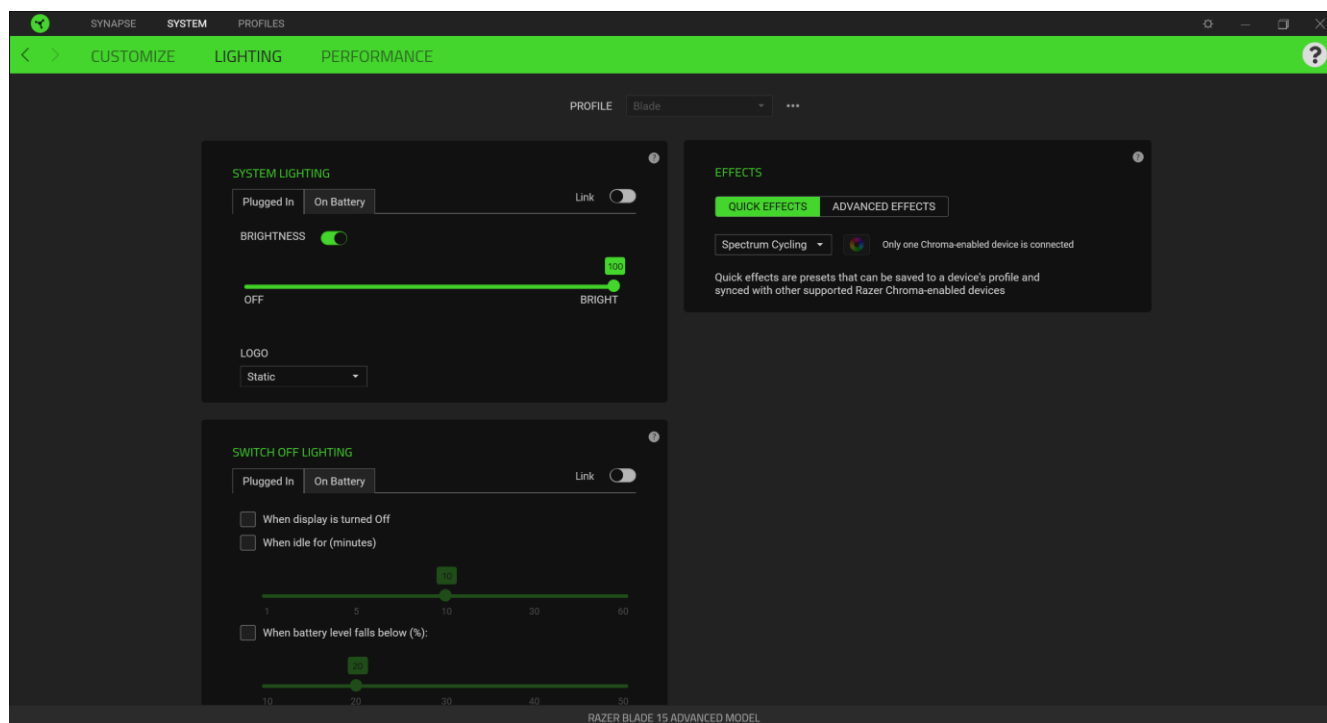 SYNAPSE SYSTEM PROFILES
CUSTOMIZE LIGHTING PERFORMANCE ?
PROFILE Blade
SYSTEM LIGHTING ?
Plugged In On Battery Link
BRIGHTNESS
100
OFF BRIGHT
LOGO
Static
EFFECTS ?
QUICK EFFECTS ADVANCED EFFECTS
Spectrum Cycling Only one Chroma-enabled device is connected
Quick effects are presets that can be saved to a device's profile and
synced with other supported Razer Chroma-enabled devices
SWITCH OFF LIGHTING ?
Plugged In On Battery Link
When display is turned Off
When idle for (minutes)
10
1 5 10 30 60
When battery level falls below (%):
20
10 20 30 40 50
RAZER BLADE 15 ADVANCED MODEL